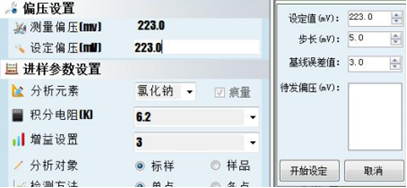 偏压设置
测量偏压(mv) 223.0
设定偏压(mV) 223.0
进样参数设置
分析元素 氯化钠 痕量
积分电阻(K) 6.2
增益设置 3
分析对象 标样 样品
检测方法 单点 多点
设定值(mV): 223.0
步长(mV): 5.0
基线误差值: 3.0
待发偏压(mV)
开始设定 取消